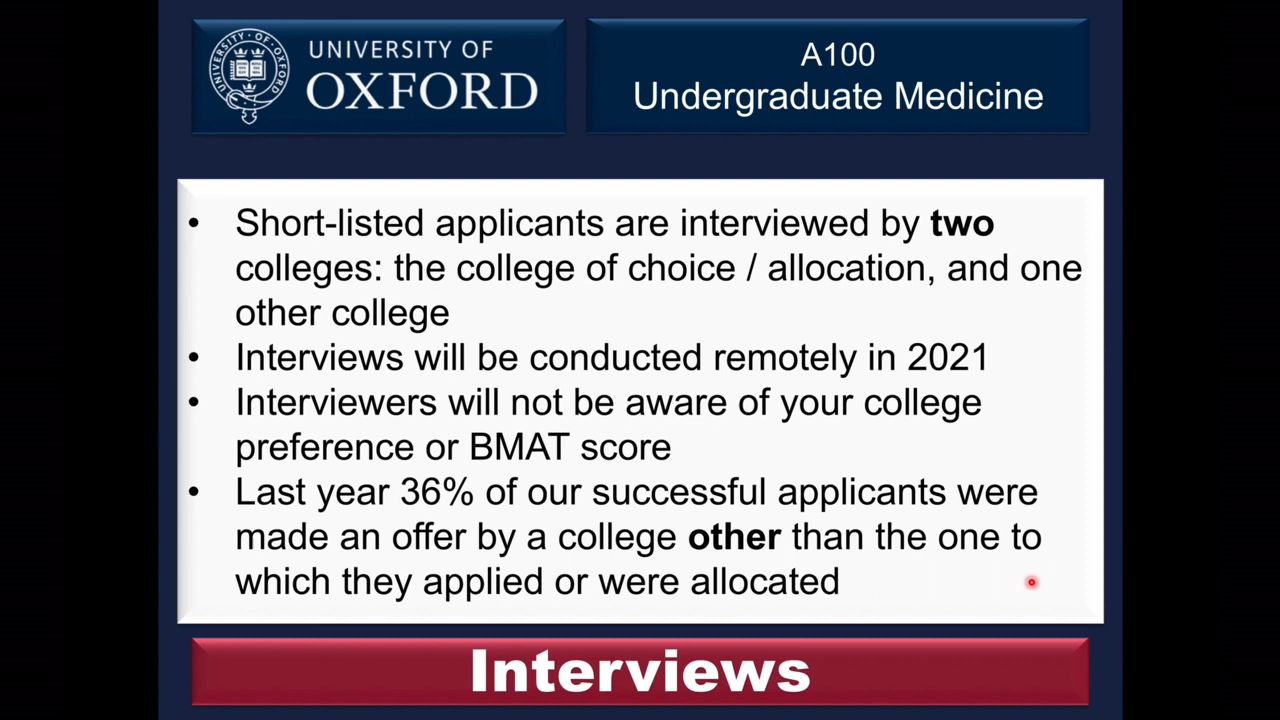 UNIVERSITY OF
OXFORD
UNIVERSITY · OF · OXFORD
A100
Undergraduate Medicine
• Short-listed applicants are interviewed by two
colleges: the college of choice / allocation, and one
other college
• Interviews will be conducted remotely in 2021
• Interviewers will not be aware of your college
preference or BMAT score
• Last year 36% of our successful applicants were
made an offer by a college other than the one to
which they applied or were allocated
Interviews